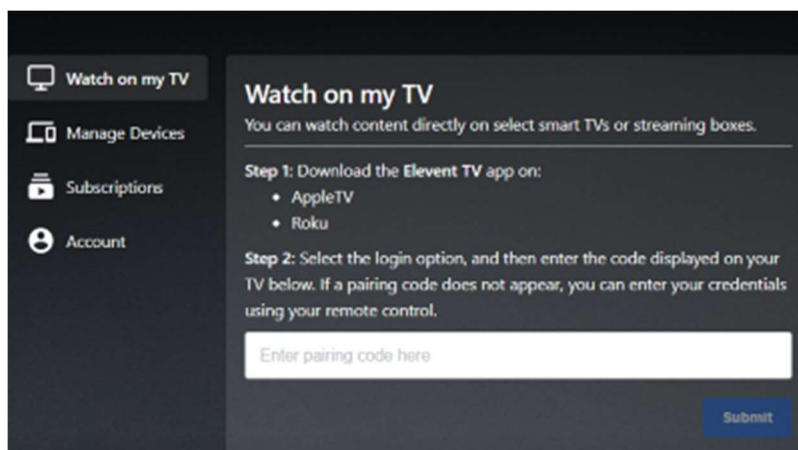 Watch on my TV
Manage Devices
Subscriptions
Account
Watch on my TV
You can watch content directly on select smart TVs or streaming boxes.
Step 1: Download the Elevent TV app on:
• AppleTV
• Roku
Step 2: Select the login option, and then enter the code displayed on your
TV below. If a pairing code does not appear, you can enter your credentials
using your remote control.
Enter pairing code here
Submit